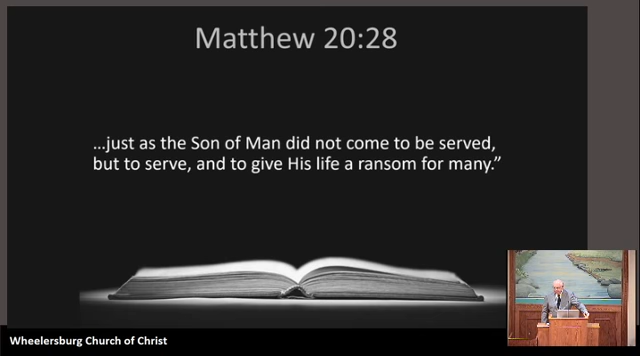 Matthew 20:28
…just as the Son of Man did not come to be served,
but to serve, and to give His life a ransom for many.”
Wheelersburg Church of Christ